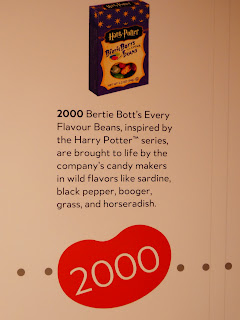 Harry Potter
Bertie Bott's
Beans
2000 Bertie Bott's Every
Flavour Beans, inspired by
the Harry Potter™ series,
are brought to life by the
company's candy makers
in wild flavors like sardine,
black pepper, booger,
grass, and horseradish.
2000